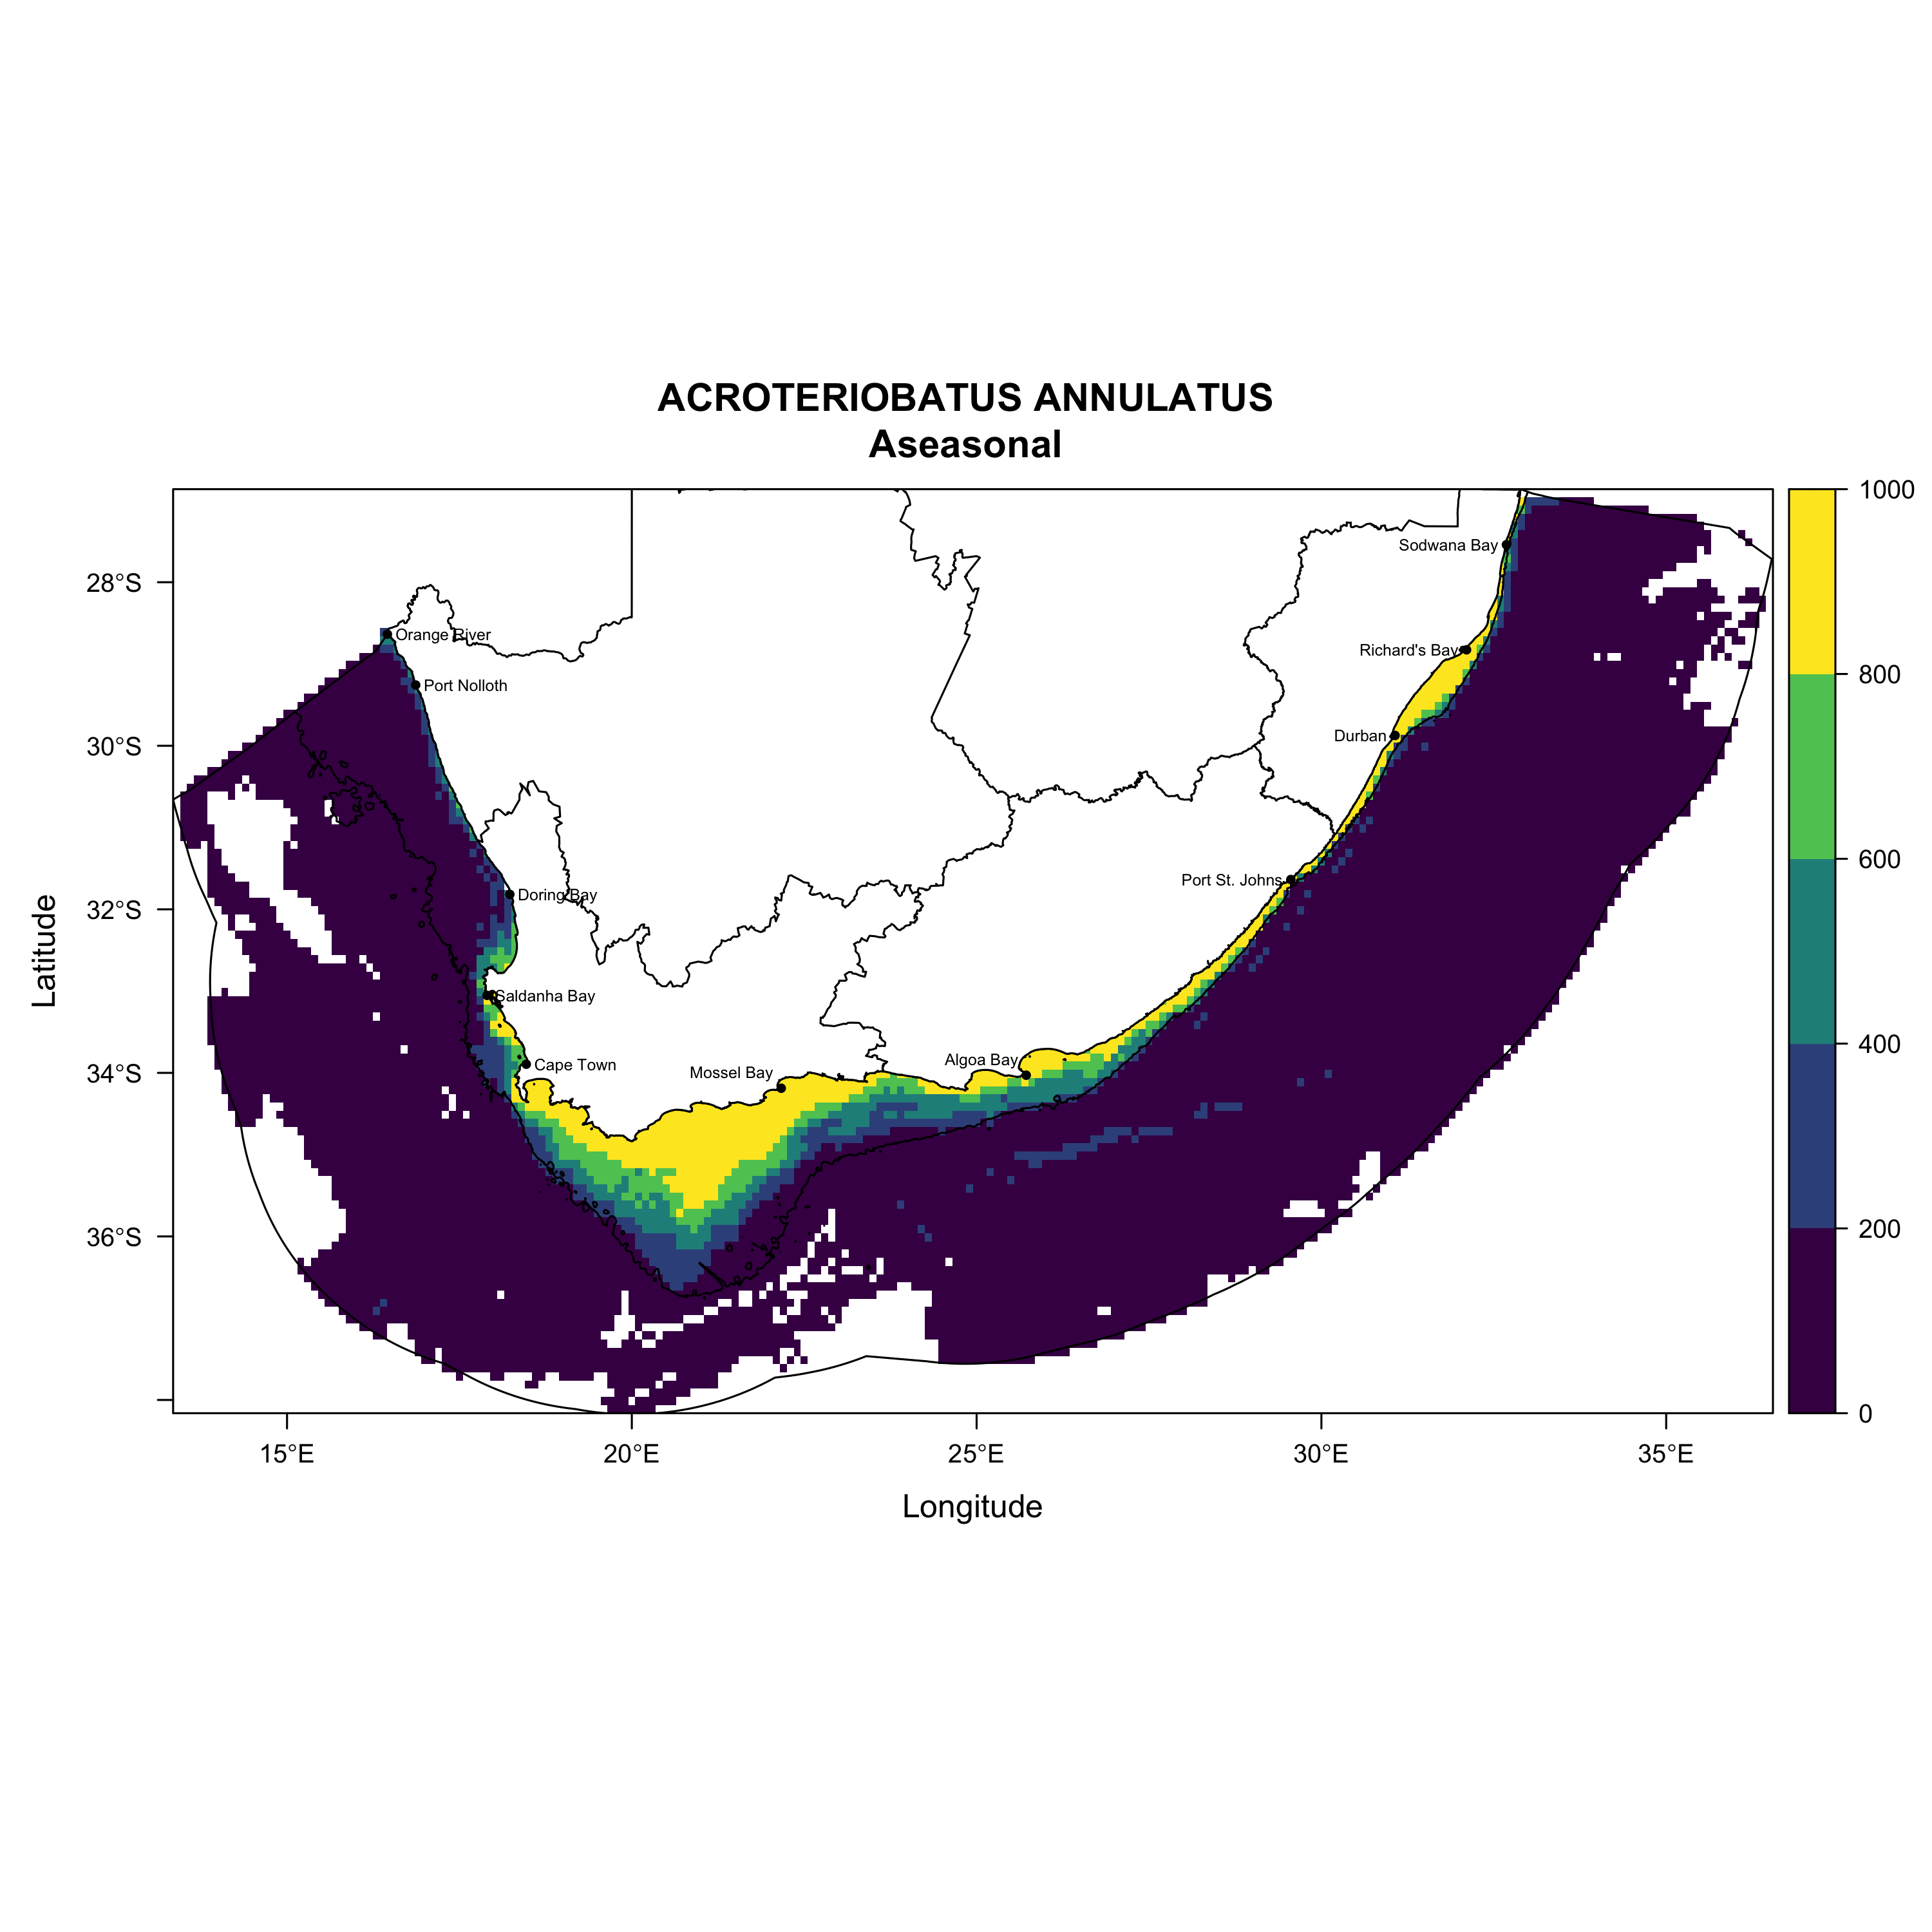 ACROTERIOBATUS ANNULATUS
Aseasonal
1000
800
600
400
200
0
28°S
30°S
32°S
34°S
36°S
Latitude
Sodwana Bay
Orange River
Richard's Bay
Port Nolloth
Durban
Port St. Johns
Doring Bay
Saldanha Bay
Cape Town
Mossel Bay
Algoa Bay
15°E
20°E
25°E
30°E
35°E
Longitude